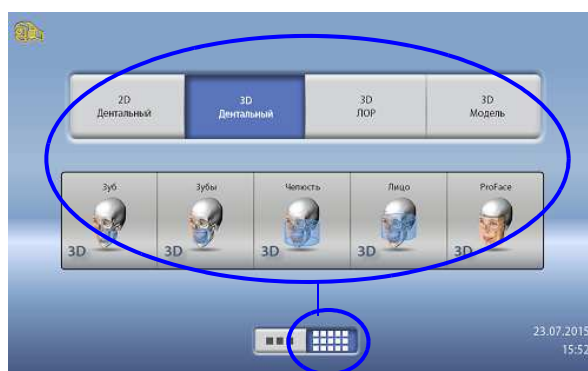 2D
Дентальный
3D
Дентальный
3D
ЛОР
3D
Модель
Зуб
Зубы
Челюсть
Лицо
ProFace
3D
3D
3D
3D
3D
23.07.2015
15:52